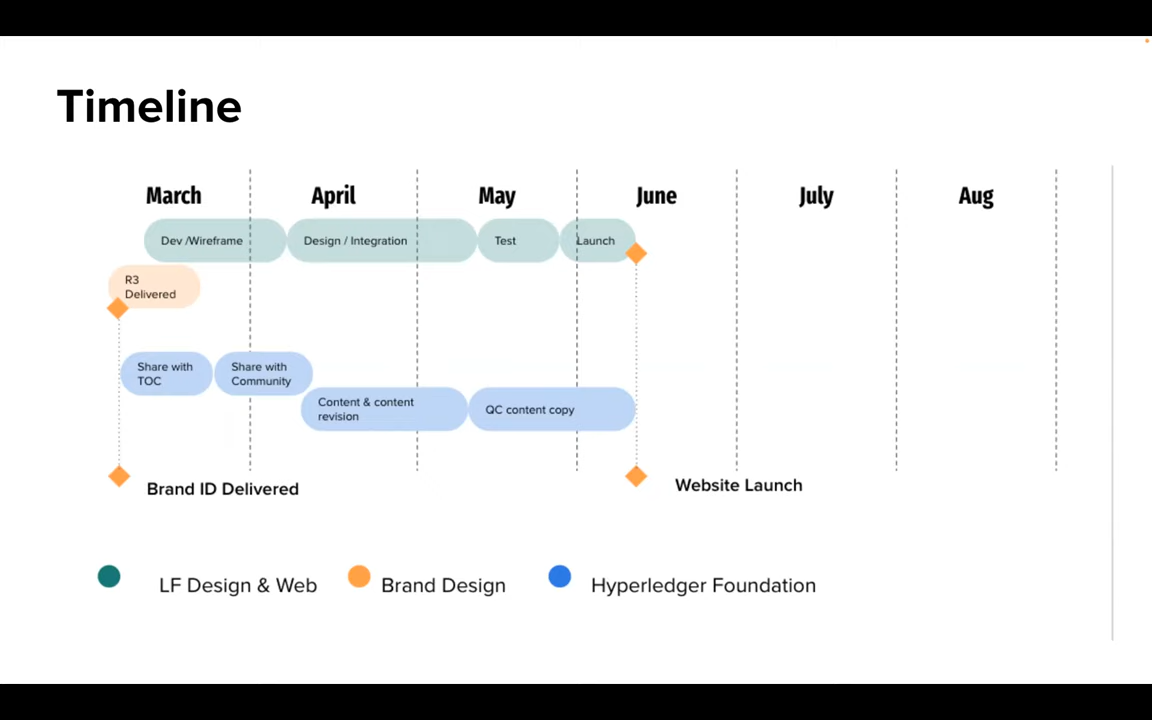 Timeline
March
April
May
June
July
Aug
Dev /Wireframe
Design / Integration
Test
Launch
R3
Delivered
Share with
TOC
Share with
Community
Content & content
revision
QC content copy
Brand ID Delivered
Website Launch
LF Design & Web
Brand Design
Hyperledger Foundation